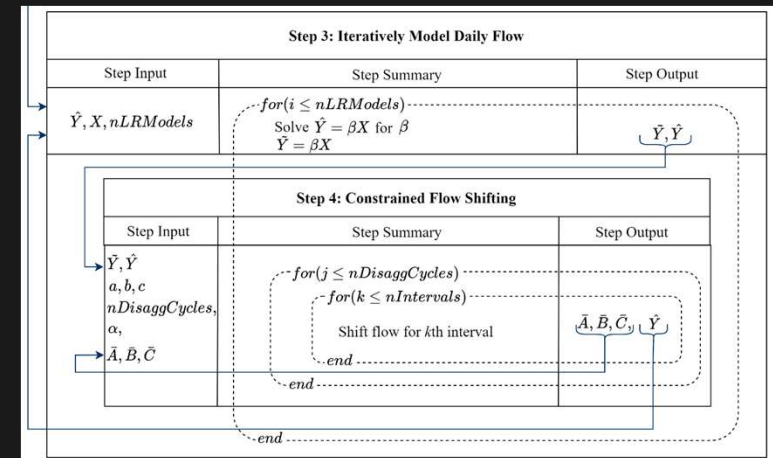 Step 3: Iteratively Model Daily Flow
Step Input
Step Summary
Step Output
Ŷ, X, nLRModels
for(i ≤ nLRModels)
Solve Ŷ = βX for β
Ỹ = βX
Ỹ, Ŷ
Step 4: Constrained Flow Shifting
Step Input
Step Summary
Step Output
Ỹ, Ŷ
a, b, c
nDisaggCycles,
α,
Ā, B̄, C̄
for(j ≤ nDisaggCycles)
for(k ≤ nIntervals)
Shift flow for kth interval
end
end
Ā, B̄, C̄, Ŷ
end